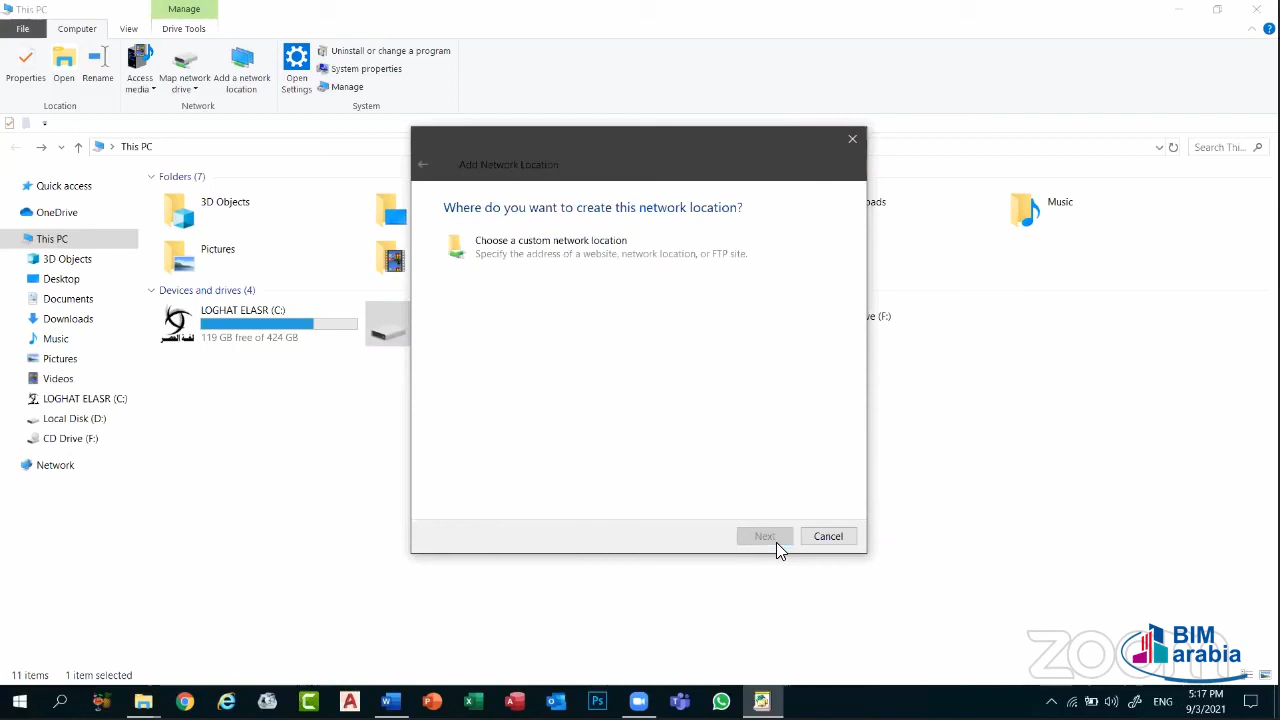 This PC
Manage
File
Computer
View
Drive Tools
Properties
Open
Rename
Access media
Map network drive
Add a network location
Open Settings
Uninstall or change a program
System properties
Manage
Location
Network
System
This PC
Search Thi...
Quick access
OneDrive
This PC
3D Objects
Desktop
Documents
Downloads
Music
Pictures
Videos
LOGHAT ELASR (C:)
Local Disk (D:)
CD Drive (F:)
Network
Folders (7)
3D Objects
Pictures
ads
Music
Devices and drives (4)
LOGHAT ELASR (C:)
119 GB free of 424 GB
ve (F:)
Add Network Location
Where do you want to create this network location?
Choose a custom network location
Specify the address of a website, network location, or FTP site.
Next
Cancel
11 items
1 item selected
zoom
BIM
arabia
ENG
5:17 PM
9/3/2021